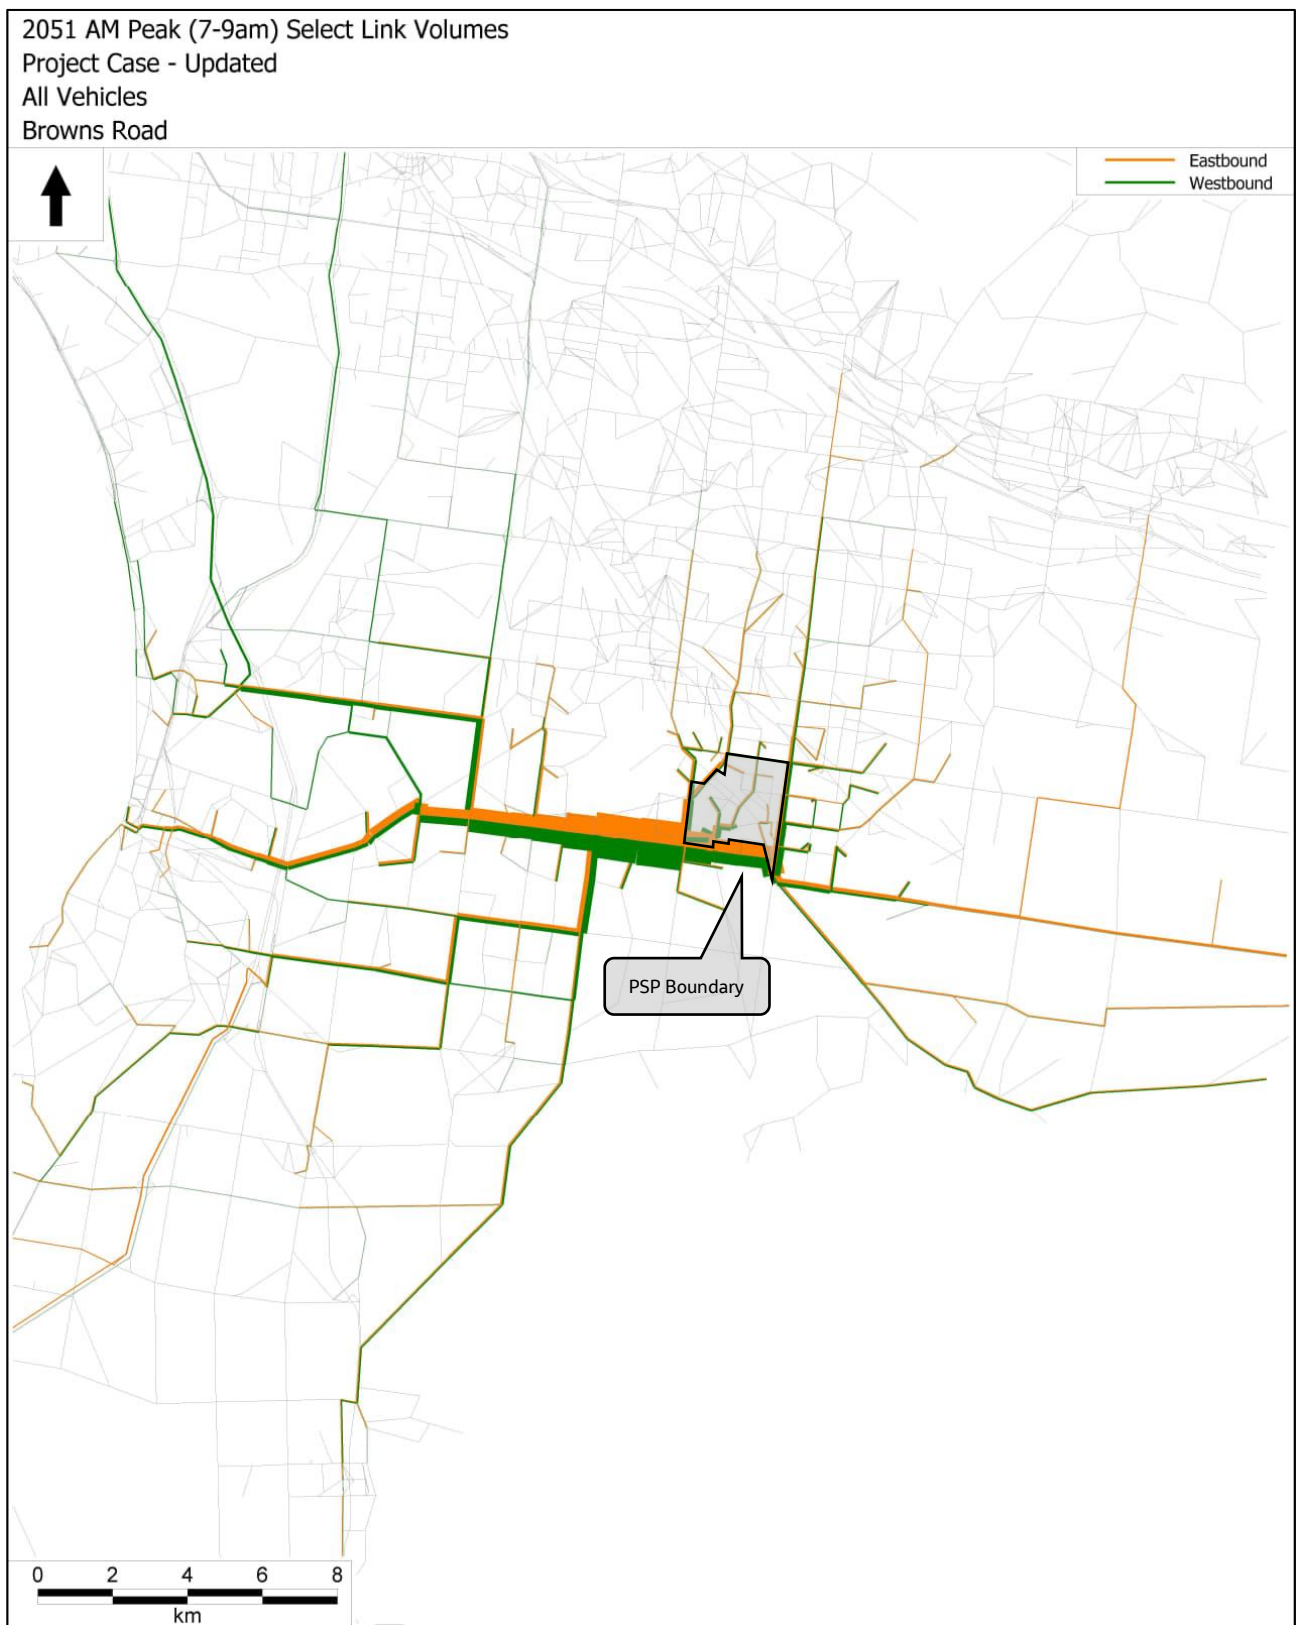 2051 AM Peak (7-9am) Select Link Volumes
Project Case - Updated
All Vehicles
Browns Road
Eastbound
Westbound
PSP Boundary
0 2 4 6 8
km